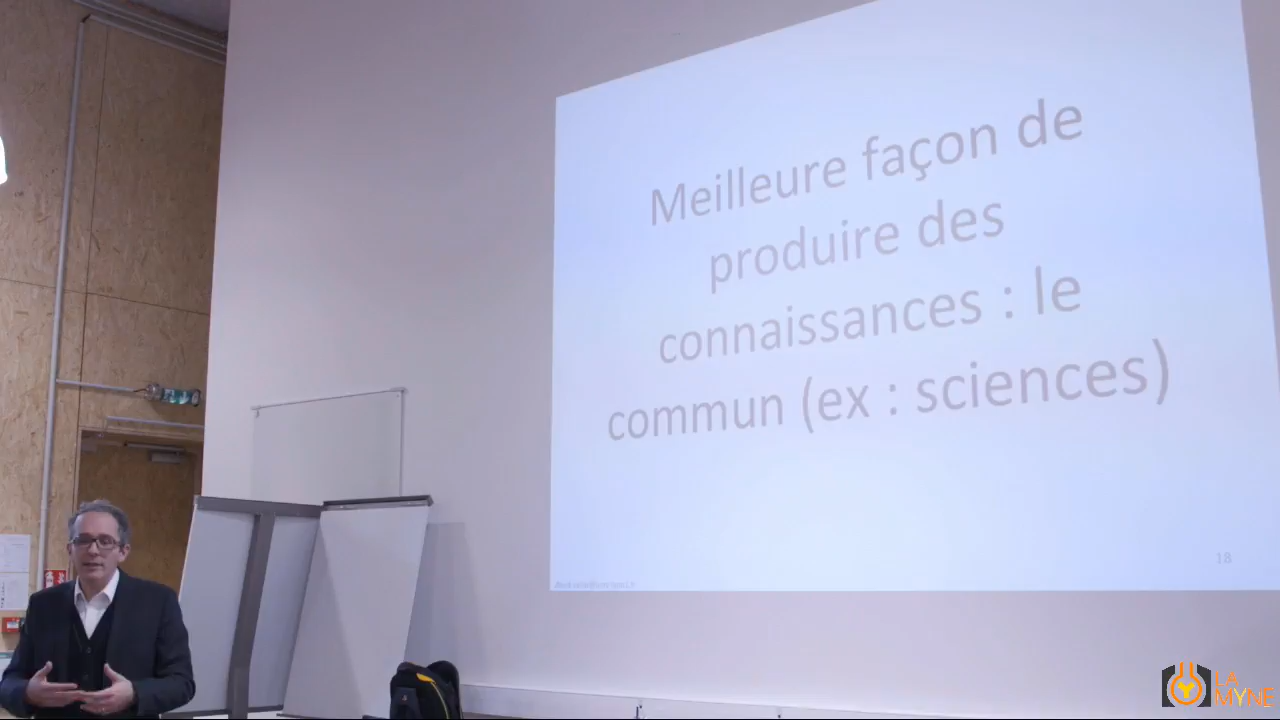 Meilleure façon de
produire des
connaissances : le
commun (ex : sciences)
18
LA
MYNE